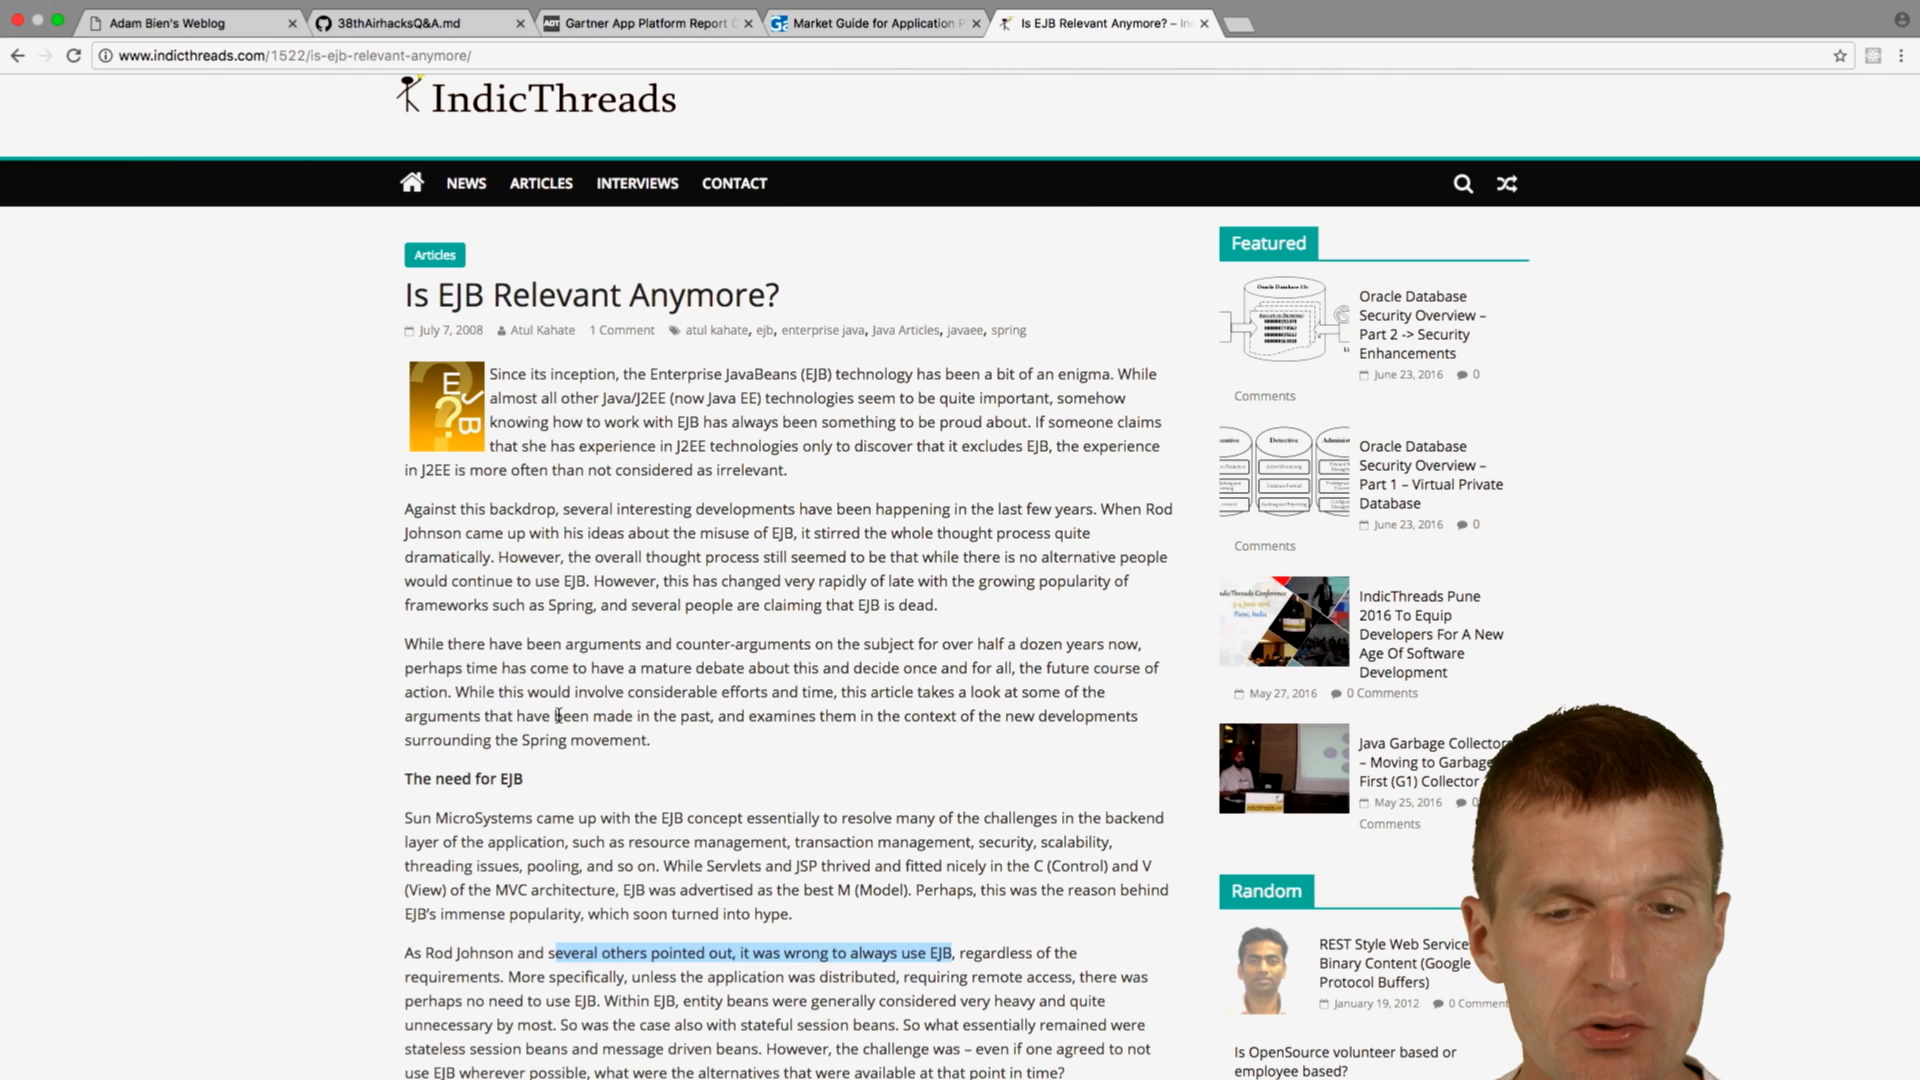 Adam Bien's Weblog
38thAirhacksQ&A.md
Gartner App Platform Report
Market Guide for Application
Is EJB Relevant Anymore? –
www.indicthreads.com/1522/is-ejb-relevant-anymore/
IndicThreads
NEWS ARTICLES INTERVIEWS CONTACT
Articles
Is EJB Relevant Anymore?
July 7, 2008 Atul Kahate 1 Comment atul kahate, ejb, enterprise java, Java Articles, javaee, spring
E J B ?
Since its inception, the Enterprise JavaBeans (EJB) technology has been a bit of an enigma. While
almost all other Java/J2EE (now Java EE) technologies seem to be quite important, somehow
knowing how to work with EJB has always been something to be proud about. If someone claims
that she has experience in J2EE technologies only to discover that it excludes EJB, the experience
in J2EE is more often than not considered as irrelevant.
Against this backdrop, several interesting developments have been happening in the last few years. When Rod
Johnson came up with his ideas about the misuse of EJB, it stirred the whole thought process quite
dramatically. However, the overall thought process still seemed to be that while there is no alternative people
would continue to use EJB. However, this has changed very rapidly of late with the growing popularity of
frameworks such as Spring, and several people are claiming that EJB is dead.
While there have been arguments and counter-arguments on the subject for over half a dozen years now,
perhaps time has come to have a mature debate about this and decide once and for all, the future course of
action. While this would involve considerable efforts and time, this article takes a look at some of the
arguments that have been made in the past, and examines them in the context of the new developments
surrounding the Spring movement.
The need for EJB
Sun MicroSystems came up with the EJB concept essentially to resolve many of the challenges in the backend
layer of the application, such as resource management, transaction management, security, scalability,
threading issues, pooling, and so on. While Servlets and JSP thrived and fitted nicely in the C (Control) and V
(View) of the MVC architecture, EJB was advertised as the best M (Model). Perhaps, this was the reason behind
EJB's immense popularity, which soon turned into hype.
As Rod Johnson and several others pointed out, it was wrong to always use EJB, regardless of the
requirements. More specifically, unless the application was distributed, requiring remote access, there was
perhaps no need to use EJB. Within EJB, entity beans were generally considered very heavy and quite
unnecessary by most. So was the case also with stateful session beans. So what essentially remained were
stateless session beans and message driven beans. However, the challenge was – even if one agreed to not
use EJB wherever possible, what were the alternatives that were available at that point in time?
Featured
Oracle Database
Security Overview –
Part 2 -> Security
Enhancements
June 23, 2016 0
Comments
Detective
Oracle Database
Security Overview –
Part 1 – Virtual Private
Database
June 23, 2016 0
Comments
IndicThreads Pune
2016 To Equip
Developers For A New
Age Of Software
Development
May 27, 2016 0 Comments
Java Garbage Collector
– Moving to Garbage
First (G1) Collector
May 25, 2016
Comments
Random
REST Style Web Service
Binary Content (Google
Protocol Buffers)
January 19, 2012 0 Comment
Is OpenSource volunteer based or
employee based?